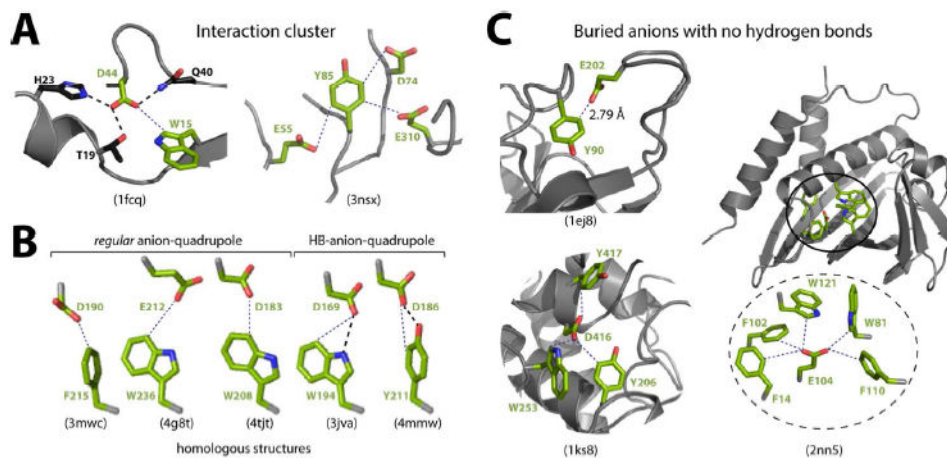 A
Interaction cluster
H23
D44
Q40
W15
T19
(1fcq)
Y85
D74
E55
E310
(3nsx)
B
regular anion-quadrupole
HB-anion-quadrupole
D190
E212
D183
D169
D186
F215
W236
W208
W194
Y211
(3mwc)
(4g8t)
(4tjt)
(3jva)
(4mmw)
homologous structures
C
Buried anions with no hydrogen bonds
E202
2.79 Å
Y90
(1ej8)
Y417
D416
W253
Y206
(1ks8)
W121
F102
W81
E104
F14
F110
(2nn5)